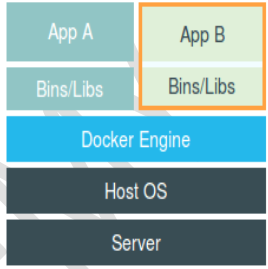 App A
App B
Bins/Libs
Bins/Libs
Docker Engine
Host OS
Server